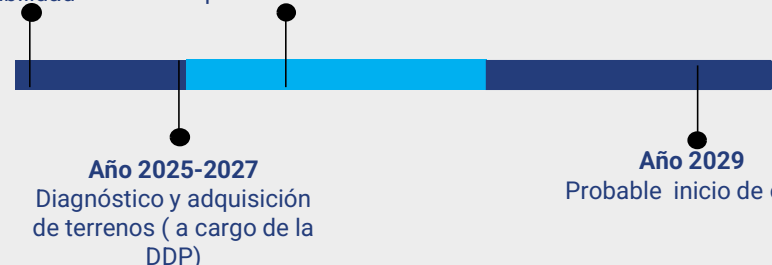 Año 2025-2027
Diagnóstico y adquisición
de terrenos ( a cargo de la
DDP)
Año 2029
Probable inicio de